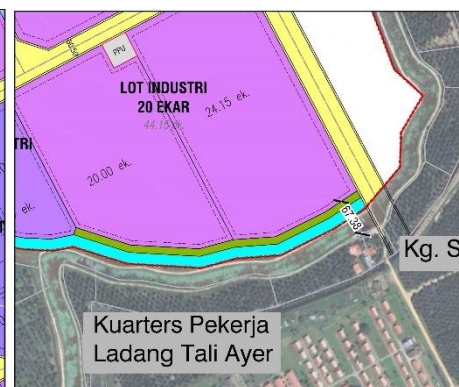 PPU
LOT INDUSTRI
20 EKAR
44.15 ek.
24.15 ek.
20.00 ek.
TRI
ek.
67.38
Kg. S
Kuarters Pekerja
Ladang Tali Ayer